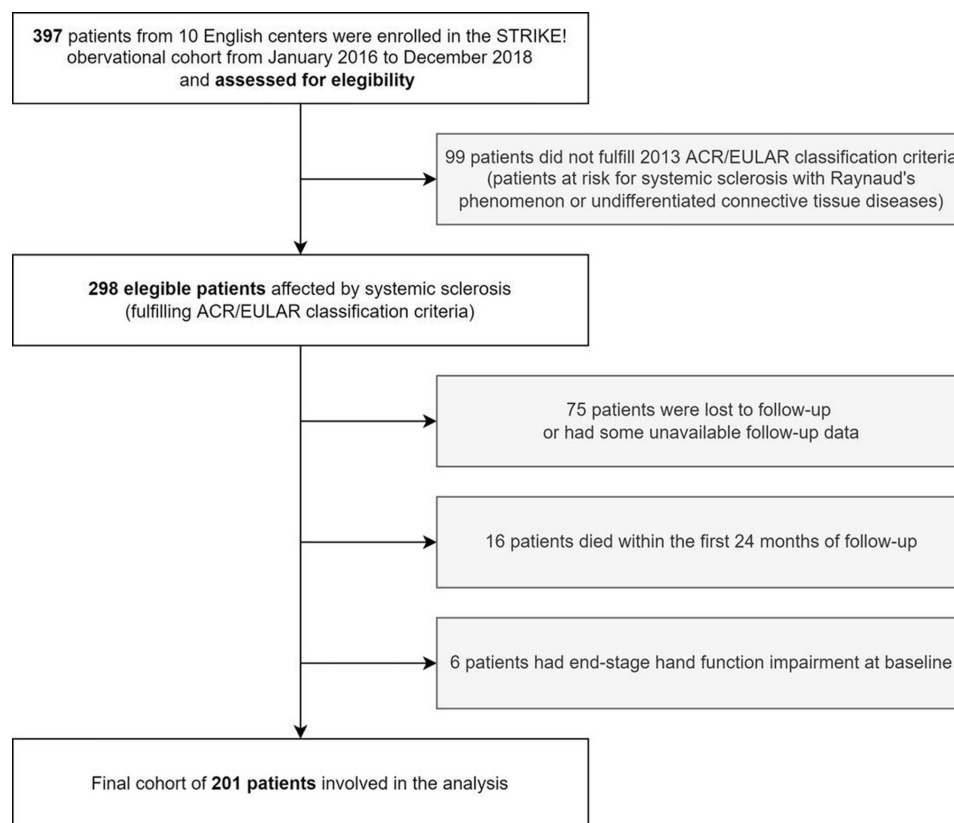 397 patients from 10 English centers were enrolled in the STRIKE!
obervational cohort from January 2016 to December 2018
and assessed for elegibility
99 patients did not fulfill 2013 ACR/EULAR classification criteria
(patients at risk for systemic sclerosis with Raynaud's
phenomenon or undifferentiated connective tissue diseases)
298 elegible patients affected by systemic sclerosis
(fulfilling ACR/EULAR classification criteria)
75 patients were lost to follow-up
or had some unavailable follow-up data
16 patients died within the first 24 months of follow-up
6 patients had end-stage hand function impairment at baseline
Final cohort of 201 patients involved in the analysis